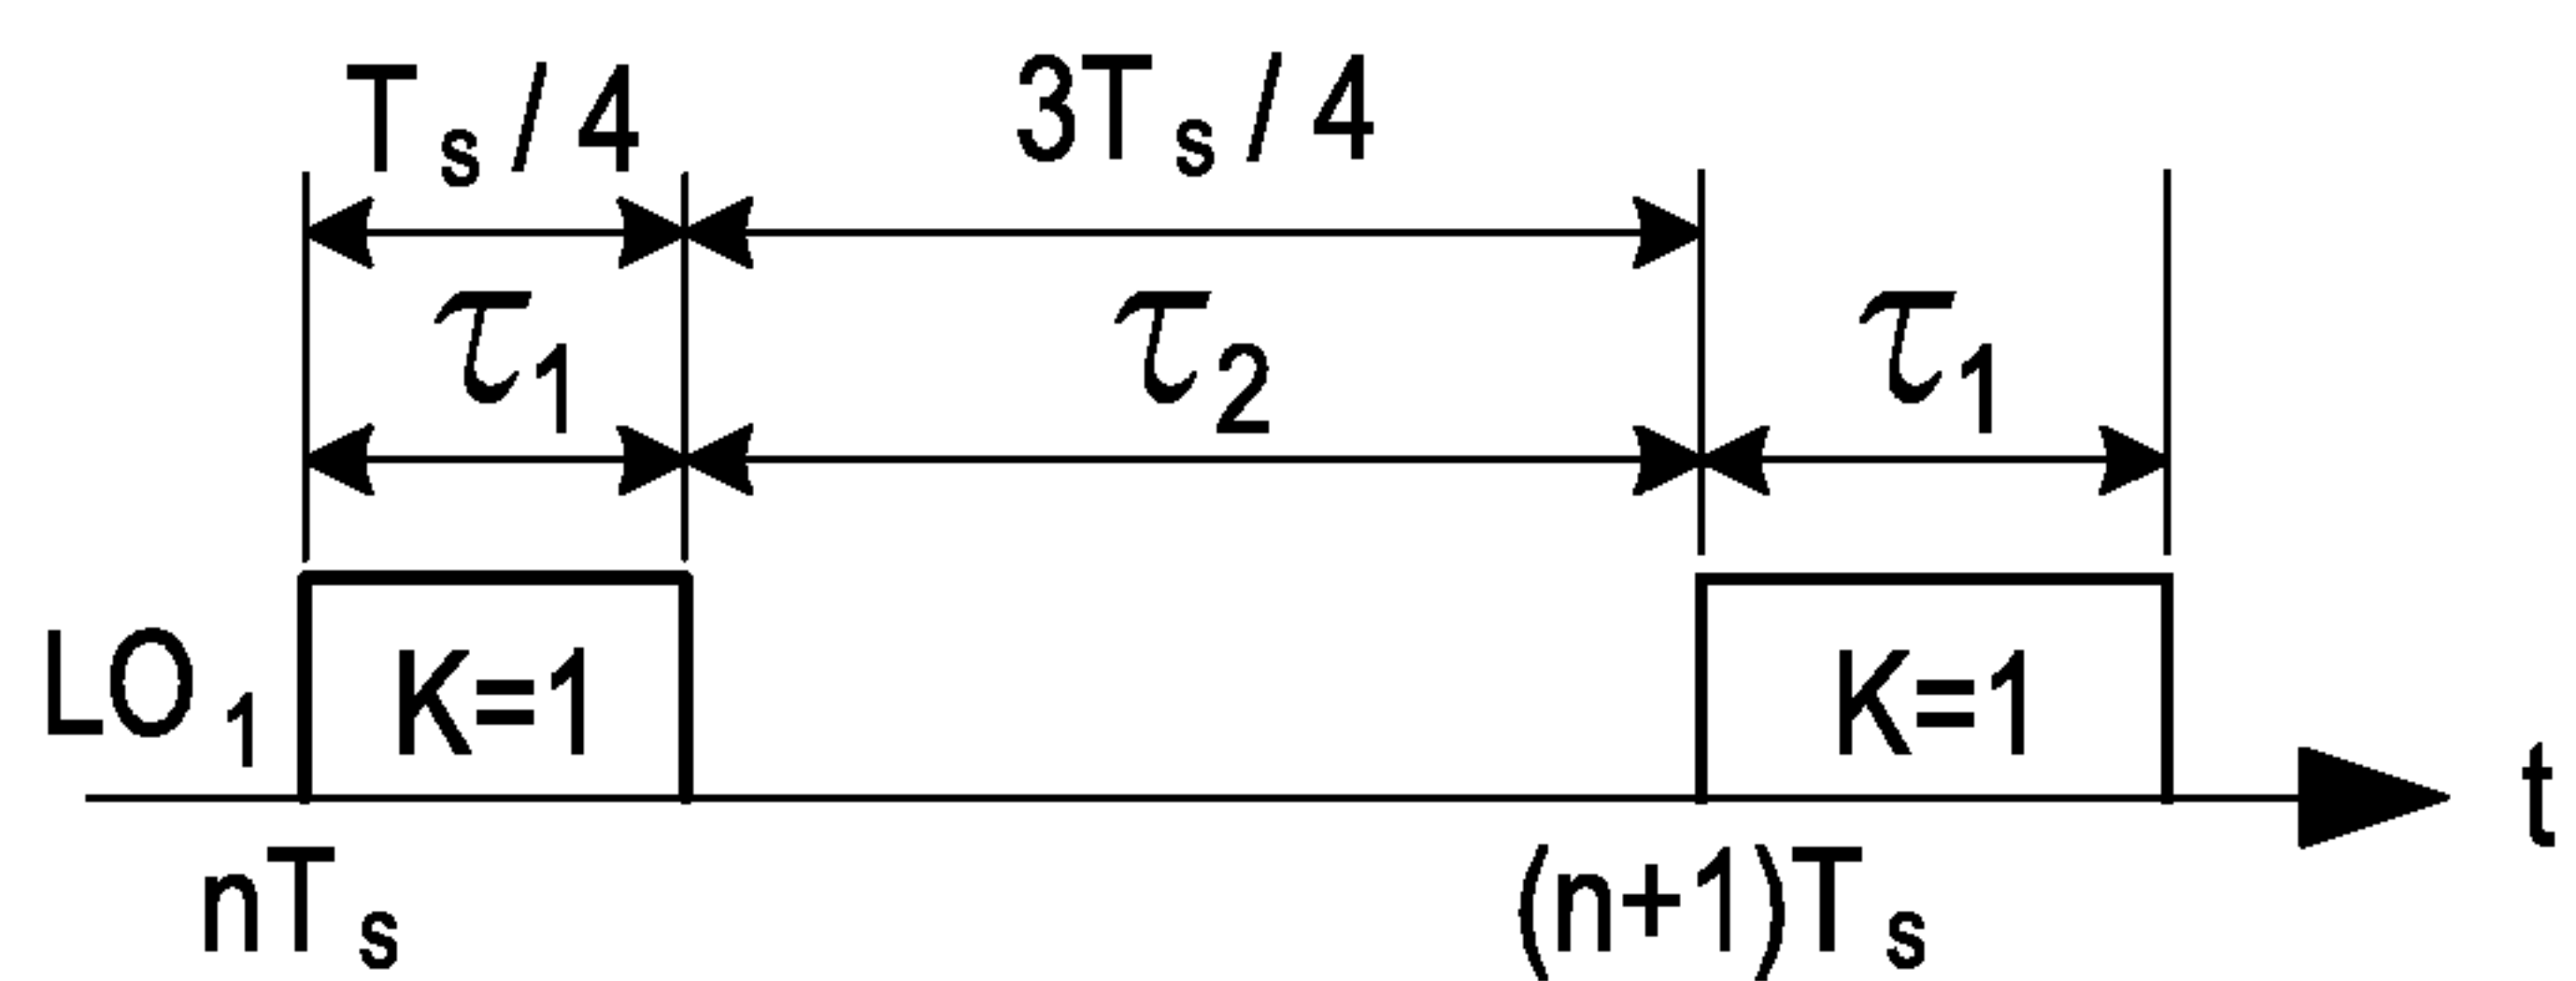 Ts/4 3Ts/4
τ1 τ2 τ1
LO1 K=1 K=1
t
nTs (n+1)Ts